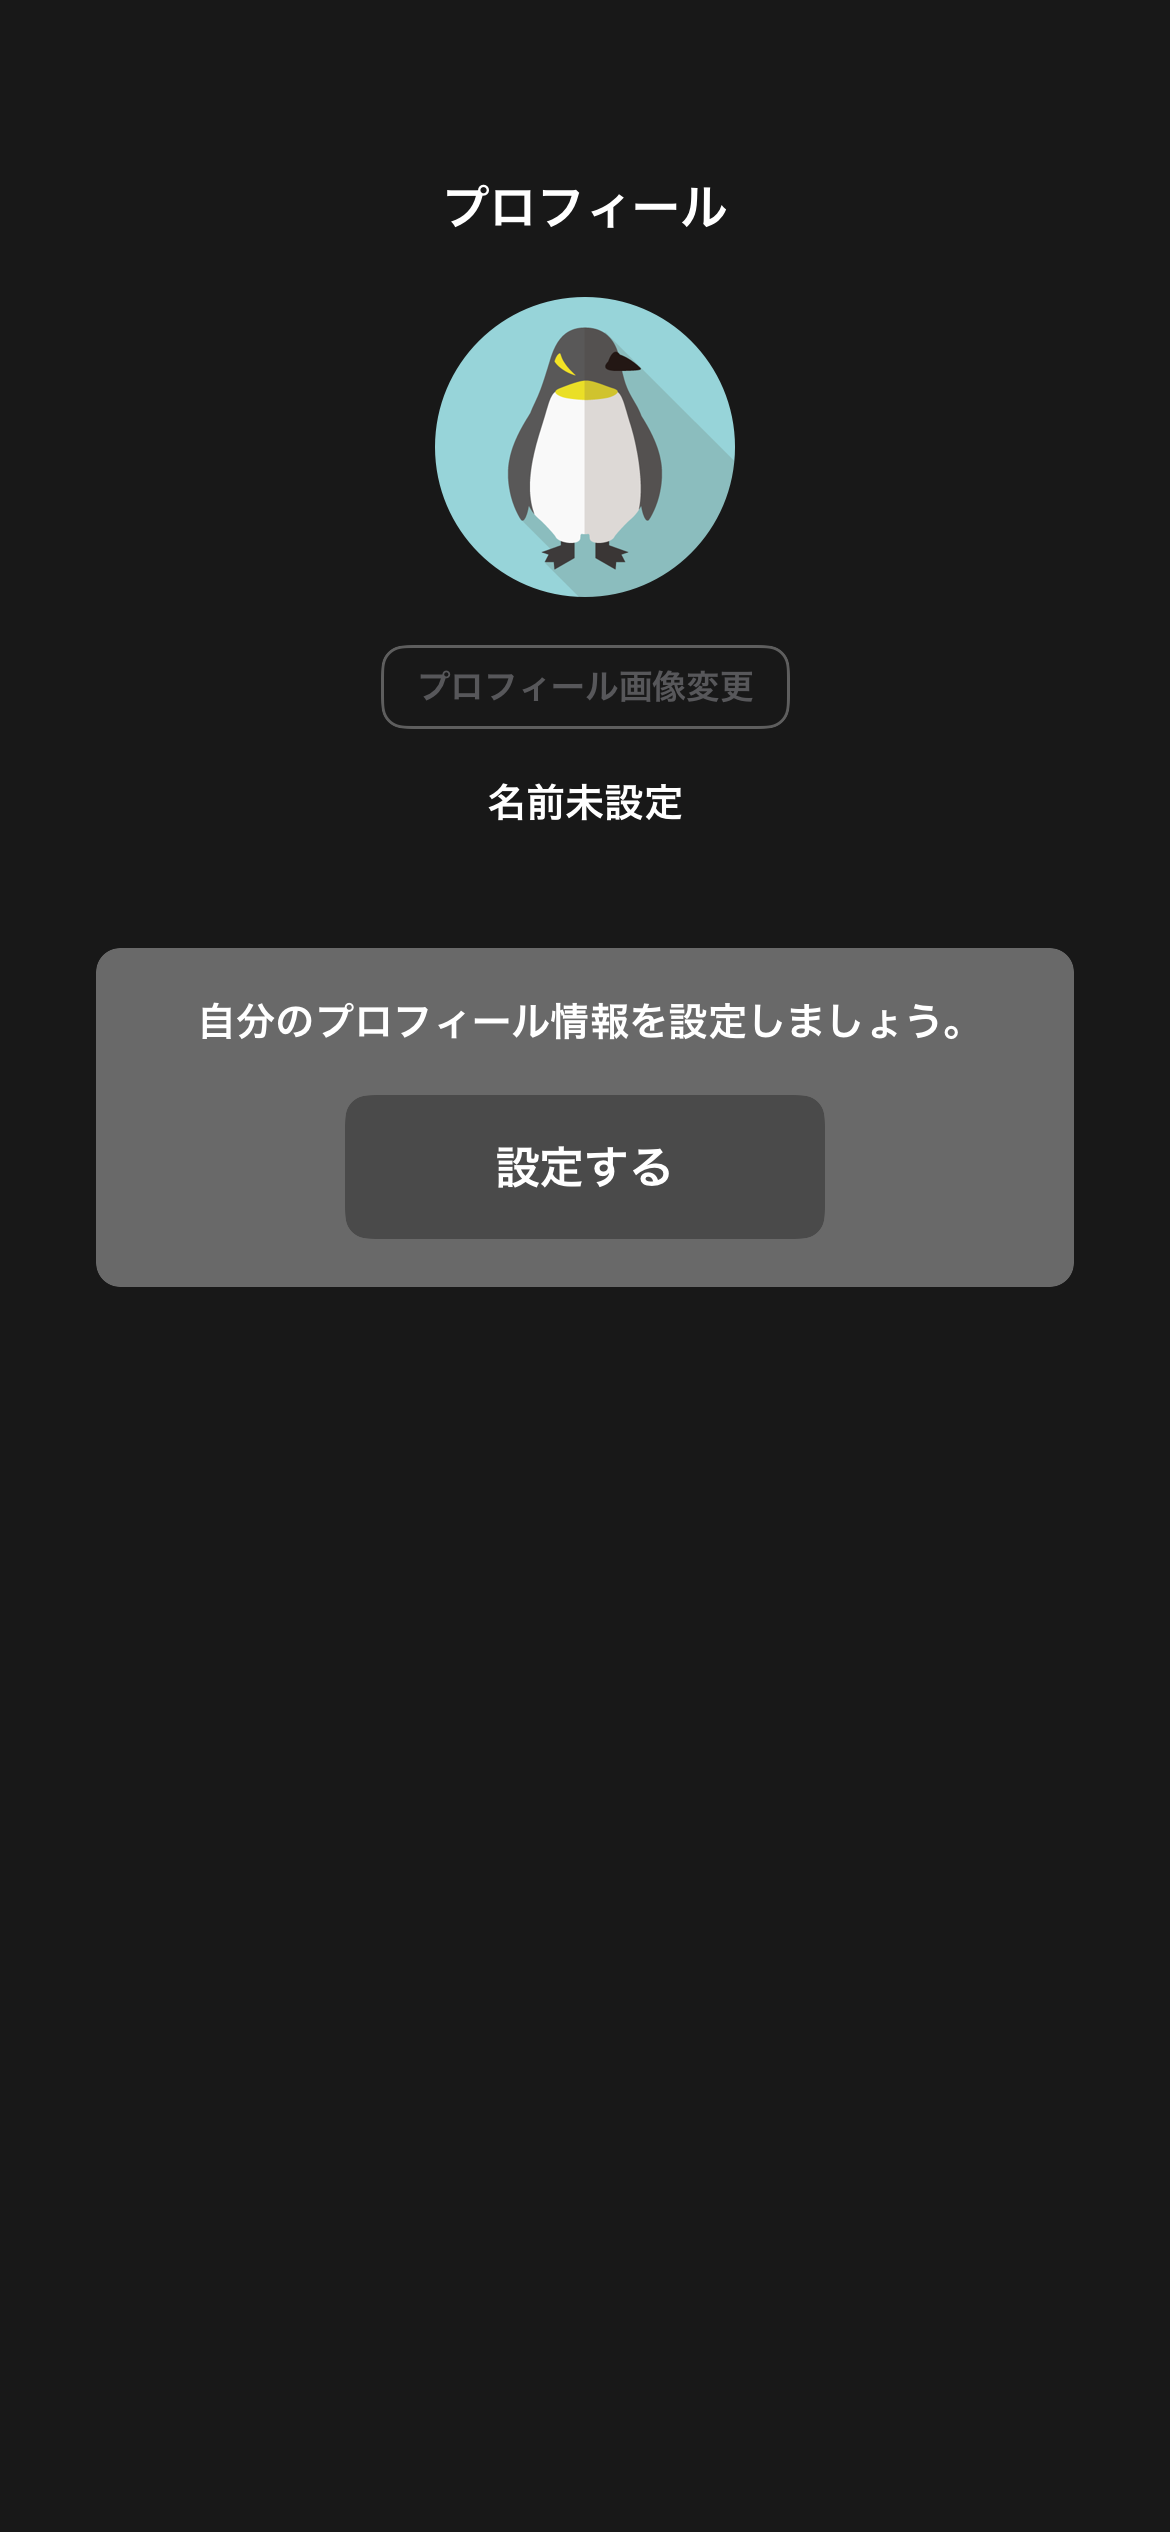 プロフィール
プロフィール画像変更
名前未設定
自分のプロフィール情報を設定しましょう。
設定する